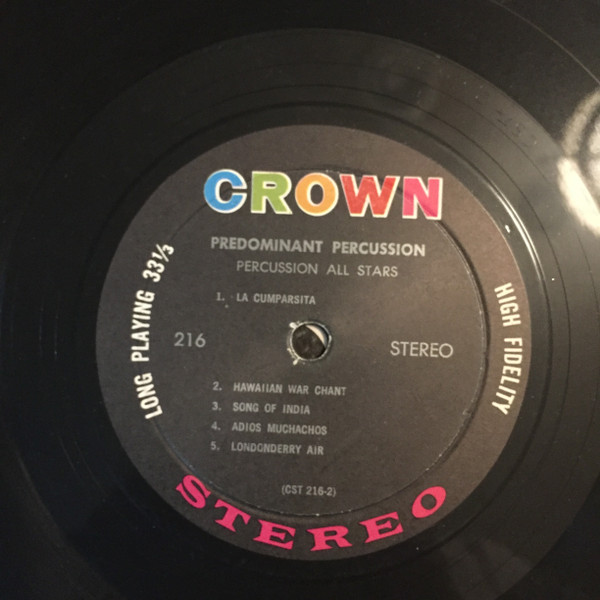 CROWN
PREDOMINANT PERCUSSION
PERCUSSION ALL STARS
1. LA CUMPARSITA
LONG PLAYING 33⅓
216
STEREO
HIGH FIDELITY
2. HAWAIIAN WAR CHANT
3. SONG OF INDIA
4. ADIOS MUCHACHOS
5. LONDONDERRY AIR
(CST 216-2)
STEREO